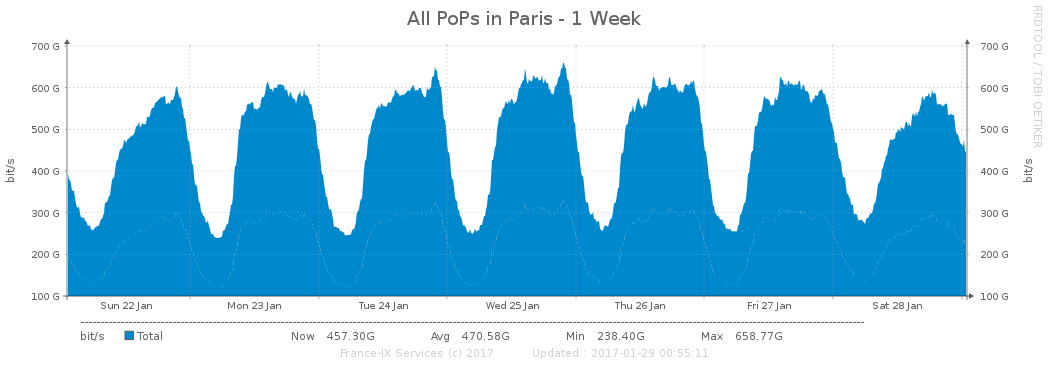 All PoPs in Paris - 1 Week
RRDTOOL / TOBI OETIKER
bit/s
700 G
600 G
500 G
400 G
300 G
200 G
100 G
700 G
600 G
500 G
400 G
300 G
200 G
100 G
bit/s
Sun 22 Jan Mon 23 Jan Tue 24 Jan Wed 25 Jan Thu 26 Jan Fri 27 Jan Sat 28 Jan
bit/s Total Now 457.30G Avg 470.58G Min 238.40G Max 658.77G
France-IX Services (c) 2017 Updated : 2017-01-29 00:55:11